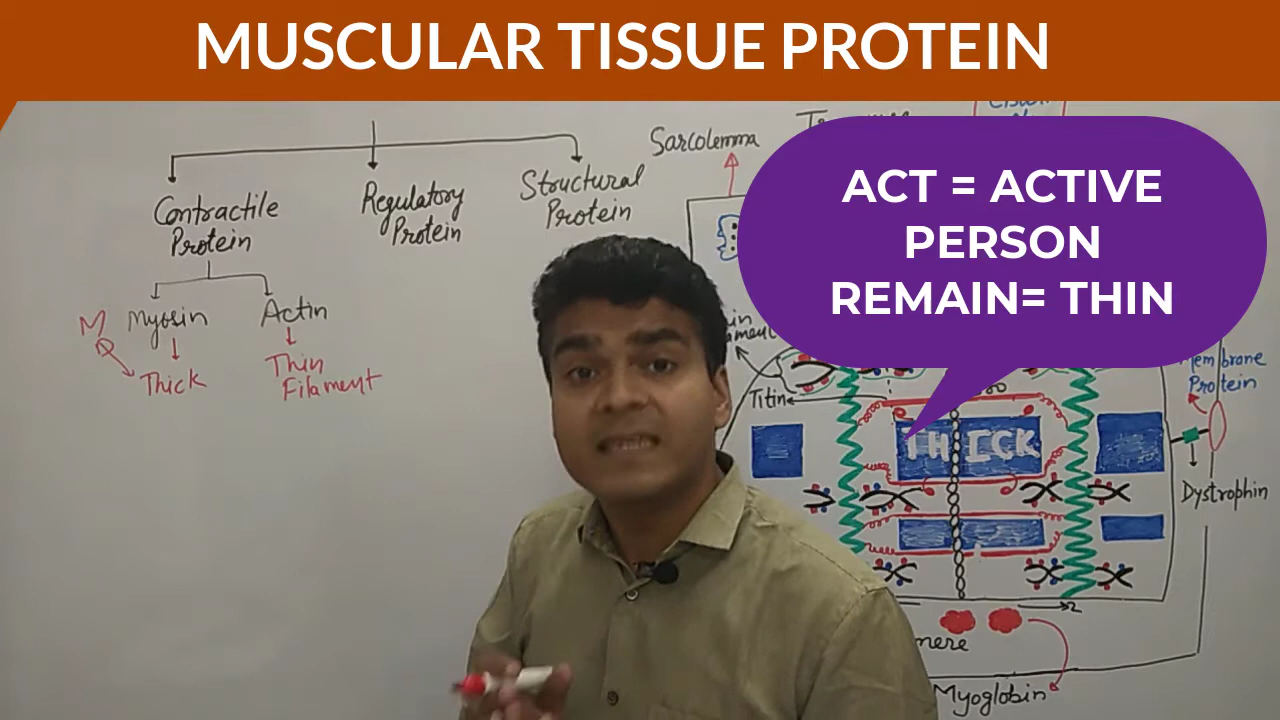 MUSCULAR TISSUE PROTEIN
ACT = ACTIVE
PERSON
REMAIN= THIN
Contractile
Protein
Regulatory
Protein
Structural
Protein
Myosin
Actin
M
Thick
Thin
Filament
Sarcolemma
Titin
THICK
Membrane
Protein
Dystrophin
Myoglobin